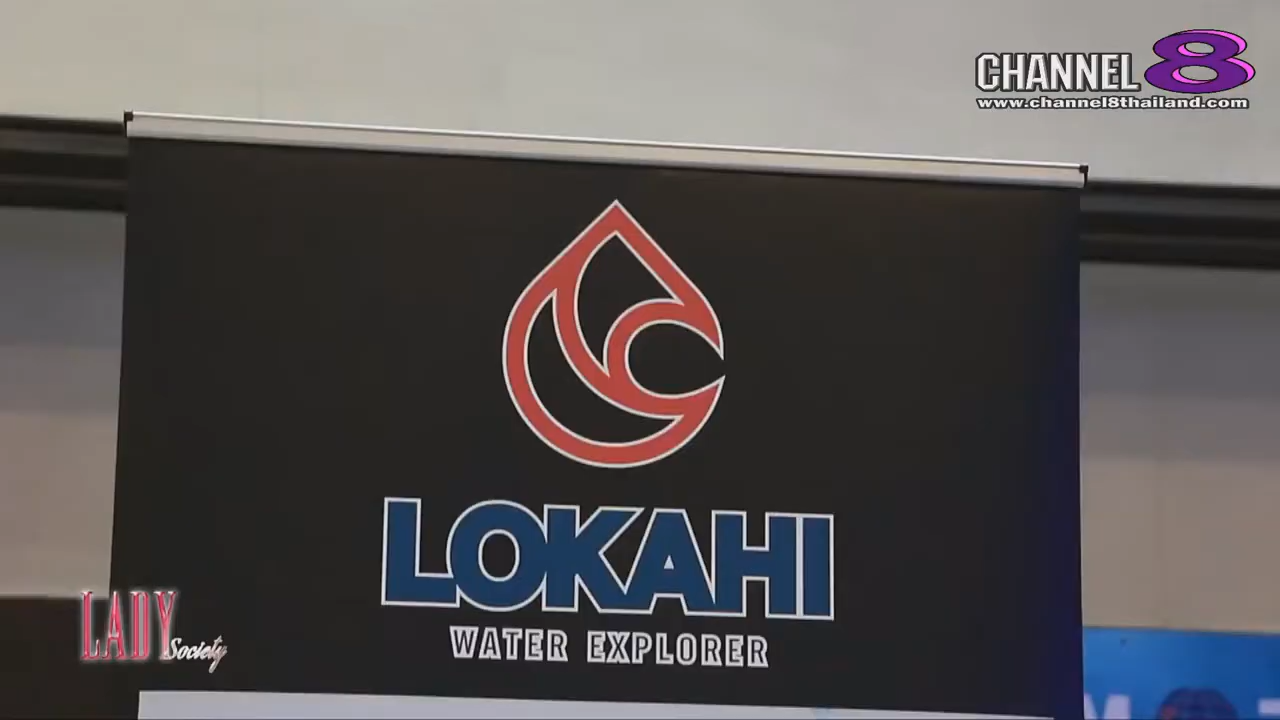 CHANNEL 8
www.channel8thailand.com
LOKAHI
WATER EXPLORER
LADY
Society